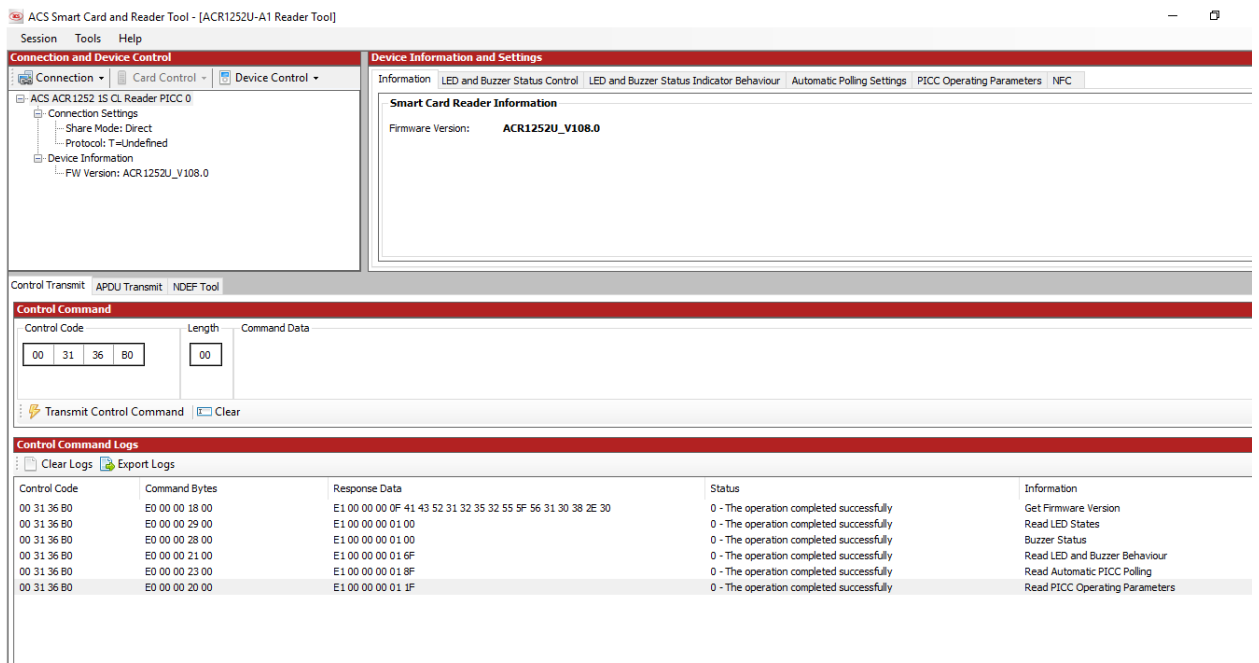 ACS Smart Card and Reader Tool - [ACR1252U-A1 Reader Tool]
Session Tools Help
Connection and Device Control
Connection Card Control Device Control
ACS ACR1252 1S CL Reader PICC 0
Connection Settings
Share Mode: Direct
Protocol: T=Undefined
Device Information
FW Version: ACR1252U_V108.0
Device Information and Settings
Information LED and Buzzer Status Control LED and Buzzer Status Indicator Behaviour Automatic Polling Settings PICC Operating Parameters NFC
Smart Card Reader Information
Firmware Version: ACR1252U_V108.0
Control Transmit APDU Transmit NDEF Tool
Control Command
Control Code Length Command Data
00 31 36 B0 00
Transmit Control Command Clear
Control Command Logs
Clear Logs Export Logs
Control Code Command Bytes Response Data Status Information
00 31 36 B0 E0 00 00 18 00 E1 00 00 00 0F 41 43 52 31 32 35 32 55 5F 56 31 30 38 2E 30 0 - The operation completed successfully Get Firmware Version
00 31 36 B0 E0 00 00 29 00 E1 00 00 00 01 00 0 - The operation completed successfully Read LED States
00 31 36 B0 E0 00 00 28 00 E1 00 00 00 01 00 0 - The operation completed successfully Buzzer Status
00 31 36 B0 E0 00 00 21 00 E1 00 00 00 01 6F 0 - The operation completed successfully Read LED and Buzzer Behaviour
00 31 36 B0 E0 00 00 23 00 E1 00 00 00 01 8F 0 - The operation completed successfully Read Automatic PICC Polling
00 31 36 B0 E0 00 00 20 00 E1 00 00 00 01 1F 0 - The operation completed successfully Read PICC Operating Parameters